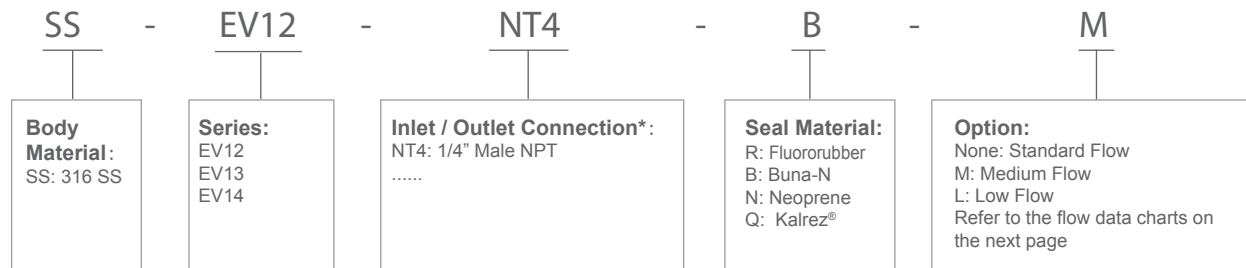 SS - EV12 - NT4 - B - M
Body
Material:
SS: 316 SS
Series:
EV12
EV13
EV14
Inlet / Outlet Connection*:
NT4: 1/4” Male NPT
......
Seal Material:
R: Fluororubber
B: Buna-N
N: Neoprene
Q: Kalrez®
Option:
None: Standard Flow
M: Medium Flow
L: Low Flow
Refer to the flow data charts on
the next page